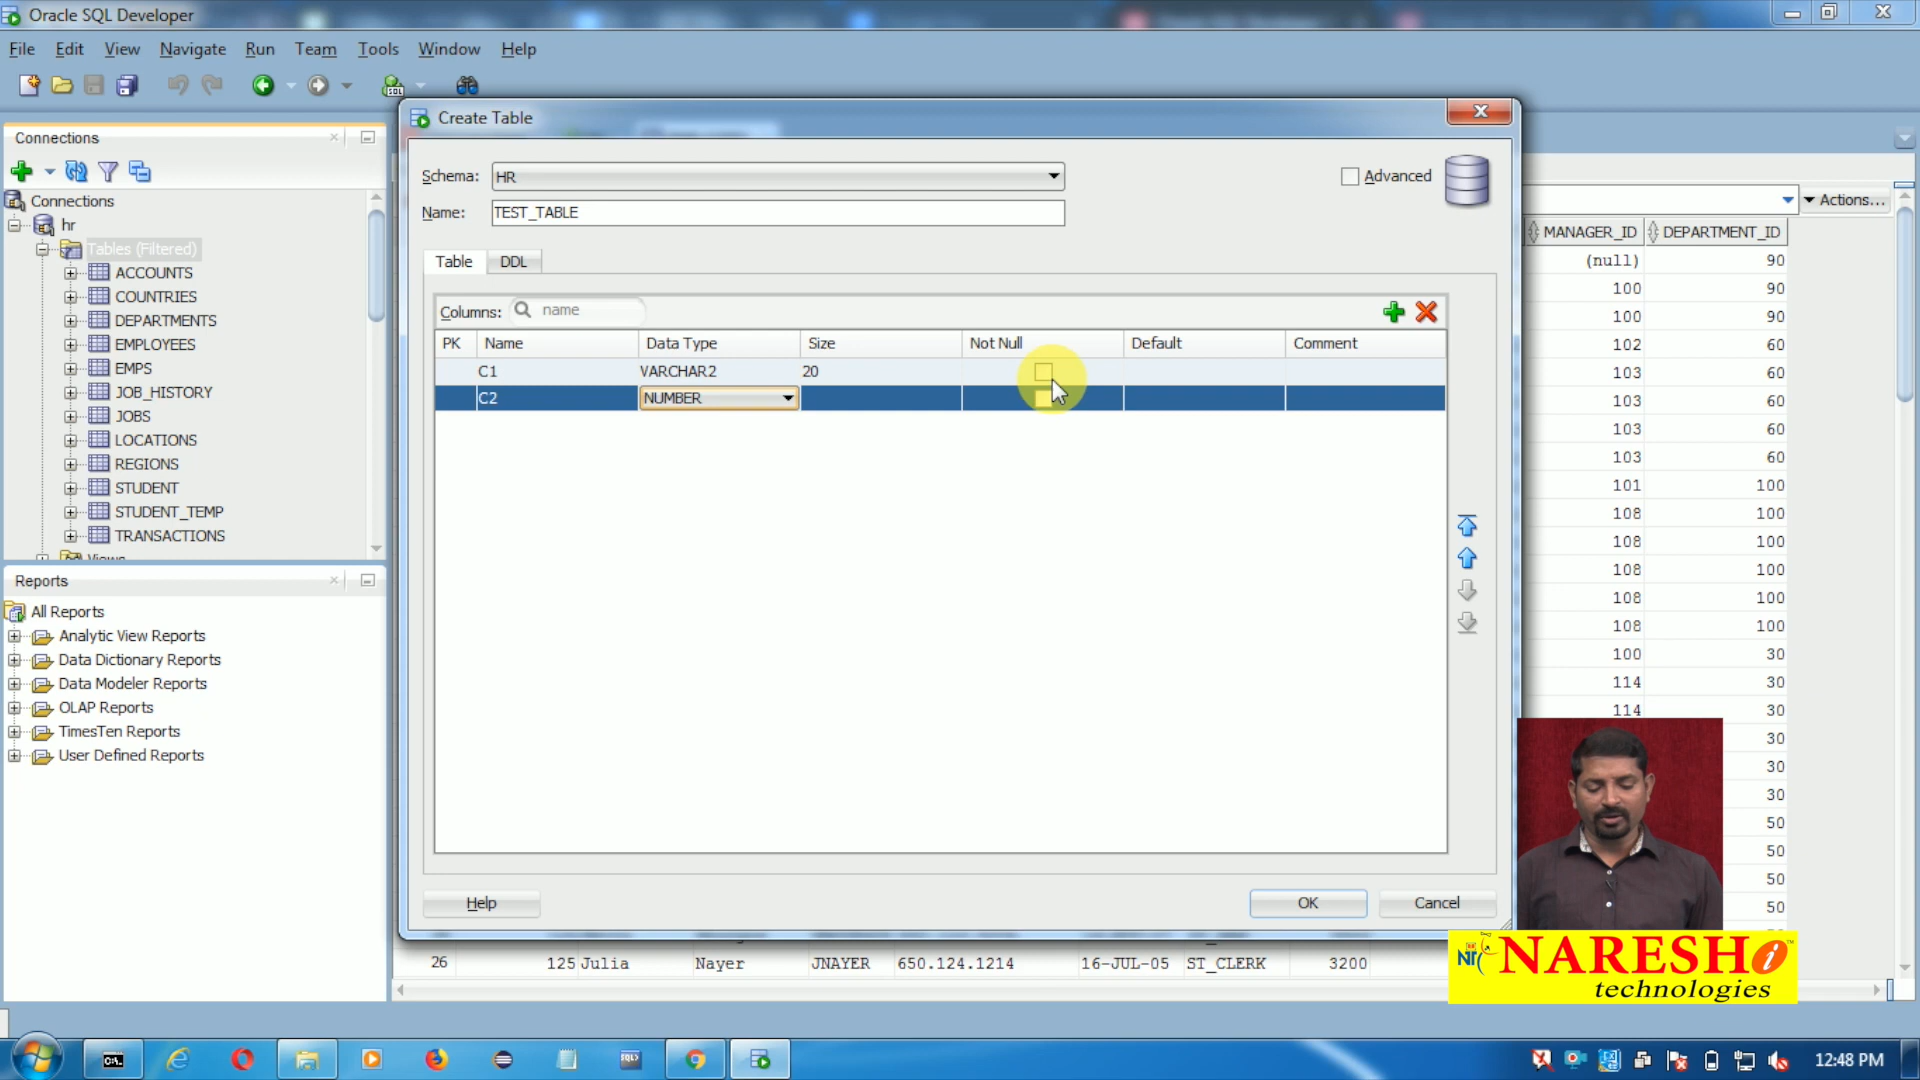 Oracle SQL Developer
File Edit View Navigate Run Team Tools Window Help
Connections
Connections
hr
Tables (Filtered)
ACCOUNTS
COUNTRIES
DEPARTMENTS
EMPLOYEES
EMPS
JOB_HISTORY
JOBS
LOCATIONS
REGIONS
STUDENT
STUDENT_TEMP
TRANSACTIONS
Views
Reports
All Reports
Analytic View Reports
Data Dictionary Reports
Data Modeler Reports
OLAP Reports
TimesTen Reports
User Defined Reports
Create Table
Schema: HR
Advanced
Name: TEST_TABLE
Table DDL
Columns: name
PK Name Data Type Size Not Null Default Comment
C1 VARCHAR2 20
C2 NUMBER
Help OK Cancel
Actions...
MANAGER_ID DEPARTMENT_ID
(null) 90
100 90
100 90
102 60
103 60
103 60
103 60
103 60
101 100
108 100
108 100
108 100
108 100
108 100
100 30
114 30
114 30
30
30
30
50
50
50
50
26 125 Julia Nayer JNAYER 650.124.1214 16-JUL-05 ST_CLERK 3200
NARESH i
technologies
12:48 PM